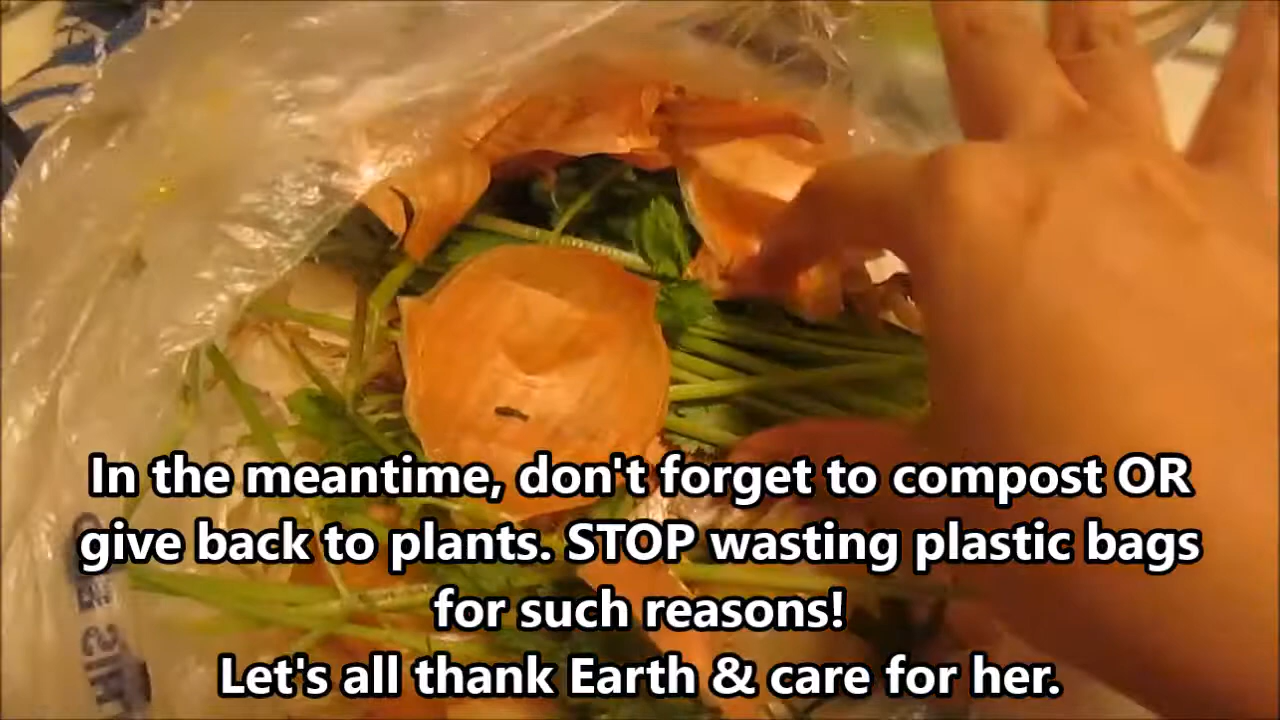 In the meantime, don't forget to compost OR
give back to plants. STOP wasting plastic bags
for such reasons!
Let's all thank Earth & care for her.